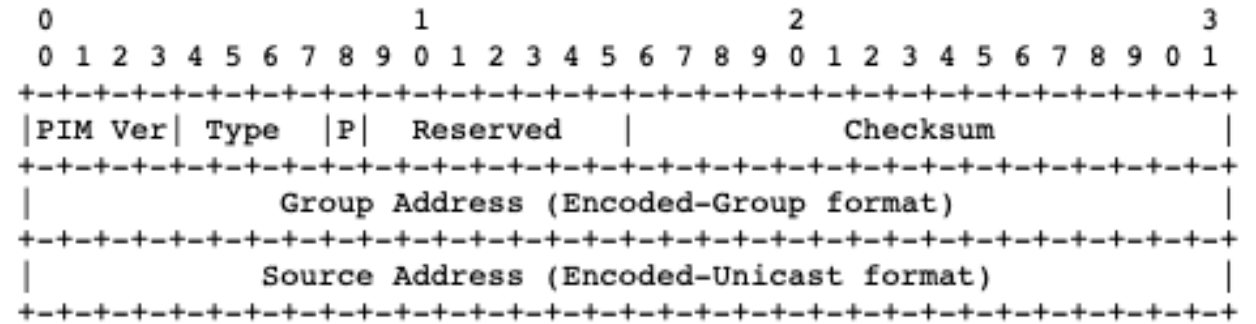 0                   1                   2                   3
 0 1 2 3 4 5 6 7 8 9 0 1 2 3 4 5 6 7 8 9 0 1 2 3 4 5 6 7 8 9 0 1
+-+-+-+-+-+-+-+-+-+-+-+-+-+-+-+-+-+-+-+-+-+-+-+-+-+-+-+-+-+-+-+-+
|PIM Ver| Type  |P|  Reserved   |           Checksum            |
+-+-+-+-+-+-+-+-+-+-+-+-+-+-+-+-+-+-+-+-+-+-+-+-+-+-+-+-+-+-+-+-+
|             Group Address (Encoded-Group format)              |
+-+-+-+-+-+-+-+-+-+-+-+-+-+-+-+-+-+-+-+-+-+-+-+-+-+-+-+-+-+-+-+-+
|            Source Address (Encoded-Unicast format)            |
+-+-+-+-+-+-+-+-+-+-+-+-+-+-+-+-+-+-+-+-+-+-+-+-+-+-+-+-+-+-+-+-+